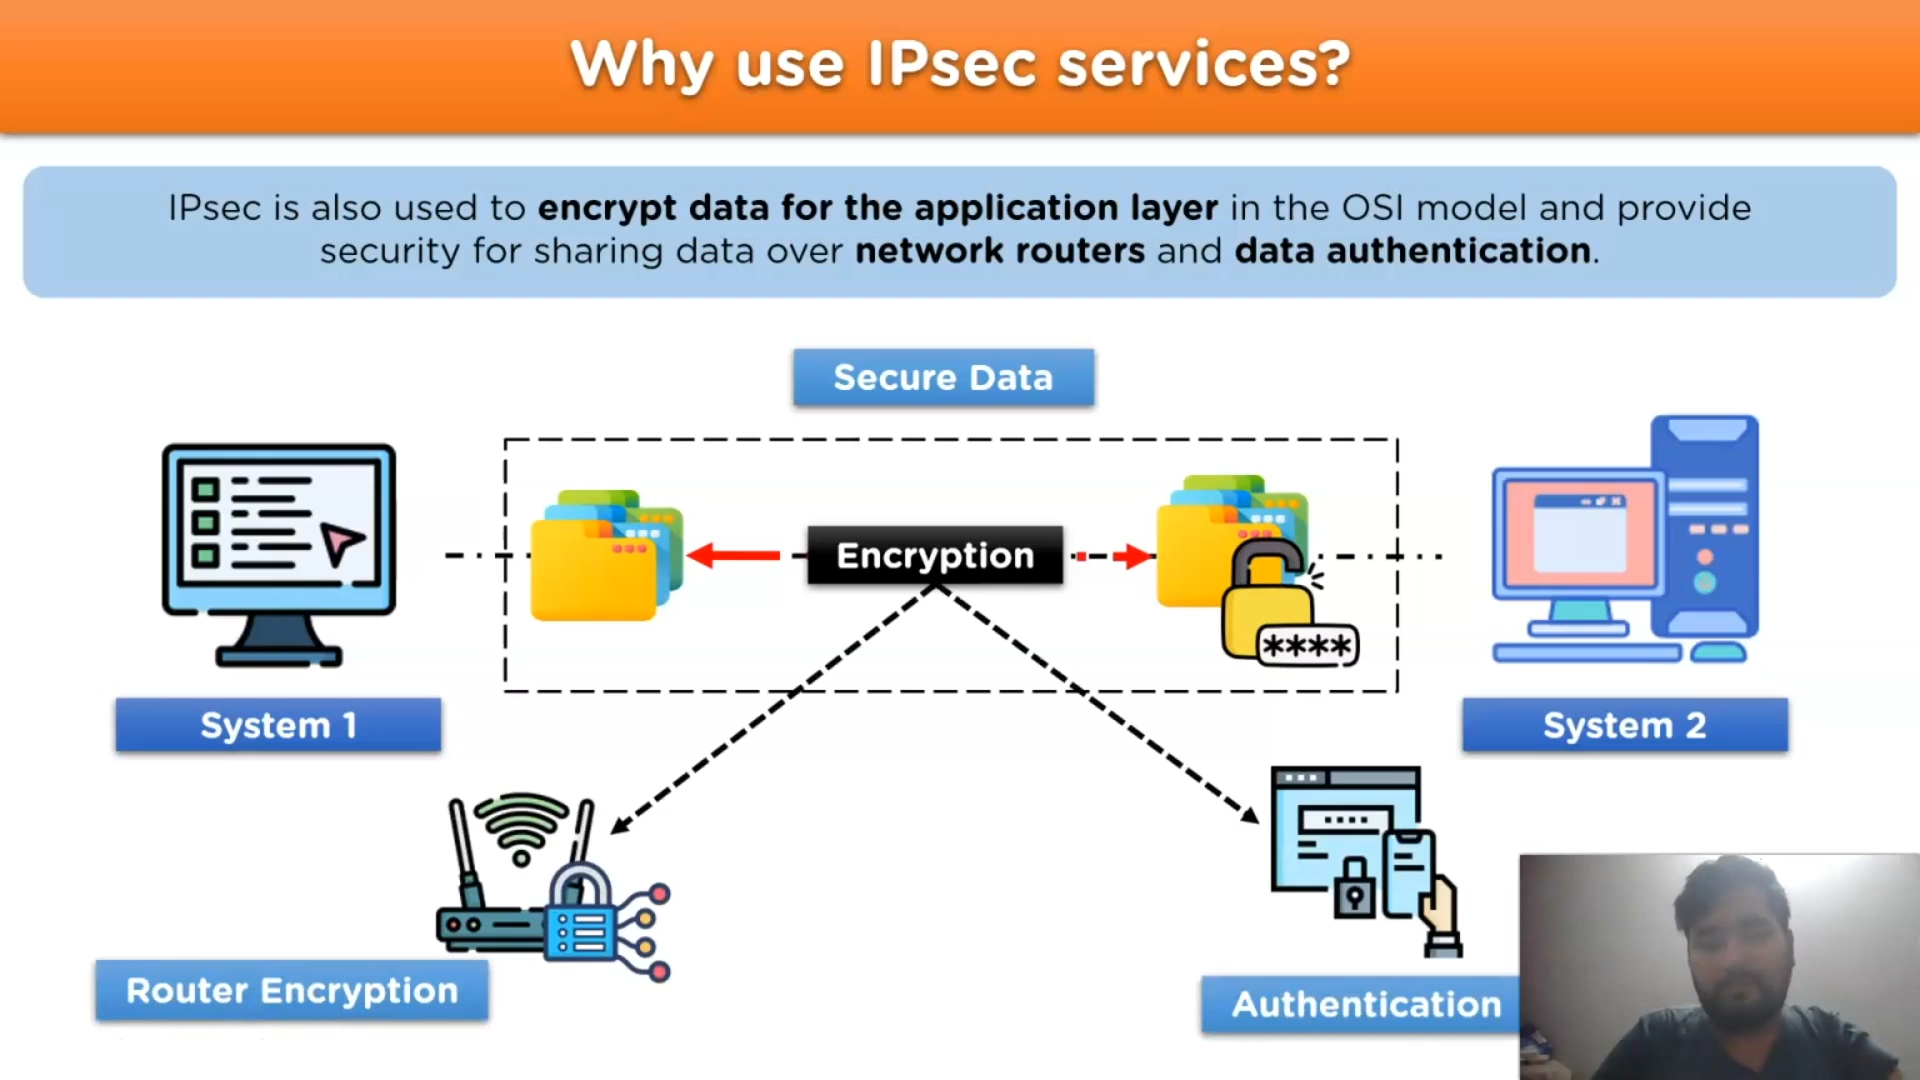 Why use IPsec services?
IPsec is also used to encrypt data for the application layer in the OSI model and provide
security for sharing data over network routers and data authentication.
Secure Data
Encryption
****
System 1
System 2
Router Encryption
Authentication